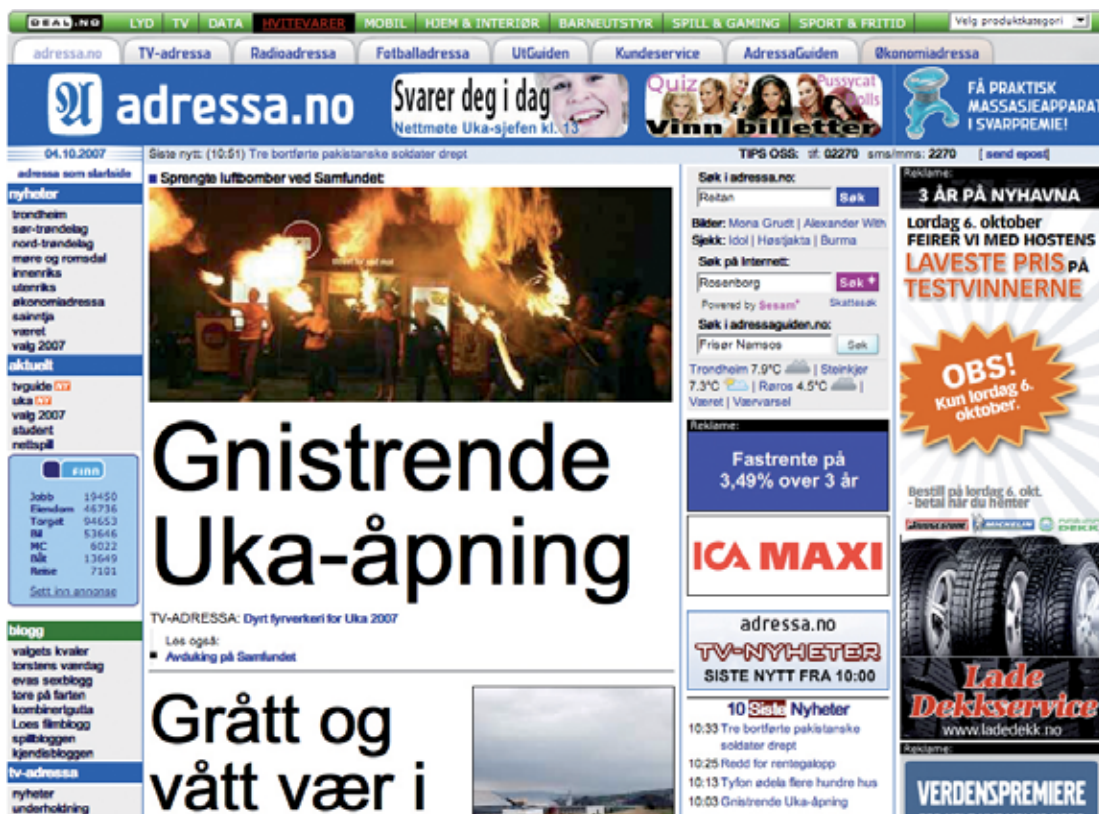 DEAL.NO LYD TV DATA HVITEVARER MOBIL HJEM & INTERIØR BARNEUTSTYR SPILL & GAMING SPORT & FRITID Velg produktkategori
adressa.no TV-adressa Radioadressa Fotballadressa UtGuiden Kundeservice AdressaGuiden Økonomiadressa
adressa.no
Svarer deg i dag
Nettmøte Uka-sjefen kl. 13
Quiz
Pussycat
Vinn billetter
FÅ PRAKTISK
MASSASJEAPPARAT
I SVARPREMIE!
04.10.2007
Siste nytt: (10:51) Tre bortførte pakistanske soldater drept
TIPS OSS: tlf: 02270 sms/mms: 2270 [ send epost]
adressa som startside
nyheter
trondheim
sør-trøndelag
nord-trøndelag
møre og romsdal
innenriks
utenriks
økonomiadressa
sainntja
været
valg 2007
aktuelt
tvguide NY
uka NY
valg 2007
student
nettspill
FINN
Jobb 19450
Eiendom 46736
Torget 94653
Bil 53646
MC 6022
Båt 13649
Reise 7101
Sett inn annonse
blogg
valgets kvaler
torstens værdag
evas sexblogg
tore på farten
kombinertgutta
Loes filmblogg
spillbloggen
kjendisbloggen
tv-adressa
nyheter
underholdning
Sprengte luftbomber ved Samfundet:
Gnistrende
Uka-åpning
TV-ADRESSA: Dyrt fyrverkeri for Uka 2007
Les også:
Avduking på Samfundet
Grått og
vått vær i
Søk i adressa.no:
Reitan Søk
Bilder: Mona Grudt | Alexander With
Sjekk: Idol | Høstjakta | Burma
Søk på Internett:
Rosenborg Søk
Powered by Sesam Skattesøk
Søk i adressaguiden.no:
Frisør Namsos Søk
Trondheim 7.9°C | Steinkjer
7.3°C | Røros 4.5°C |
Været | Værvarsel
Reklame:
Fastrente på
3,49% over 3 år
ICA MAXI
adressa.no
TV-NYHETER
SISTE NYTT FRA 10:00
10 Siste Nyheter
10:33 Tre bortførte pakistanske
soldater drept
10:25 Redd for rentegalopp
10:13 Tyfon ødela flere hundre hus
10:03 Gnistrende Uka-åpning
Reklame:
3 ÅR PÅ NYHAVNA
Lørdag 6. oktober
FEIRER VI MED HØSTENS
LAVESTE PRIS PÅ
TESTVINNERNE
OBS!
Kun lørdag 6.
oktober.
Bestill på lørdag 6. okt.
- betal når du henter
BRIDGESTONE MICHELIN
Lade
Dekkservice
www.ladedekk.no
Reklame:
VERDENSPREMIERE